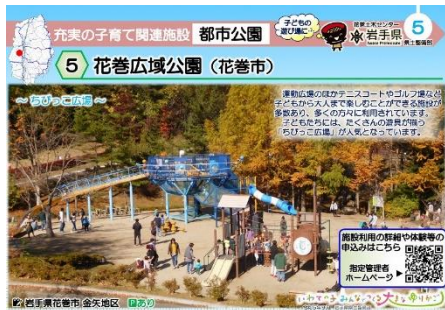 充実の子育て関連施設 都市公園
子どもの
遊び場に
岩手県
5
県土整備部
5 花巻広域公園（花巻市）
～ちびっこ広場～
運動広場のほかテニスコートやゴルフ場など
子どもから大人まで楽しむことができる施設が
多数あり、多くの方々に利用されています。
子どもたちには、たくさんの遊具が揃う
「ちびっこ広場」が人気となっています。
施設利用の詳細や体験等の
申込みはこちら
指定管理者
ホームページ
岩手県花巻市 金矢地区 Pあり